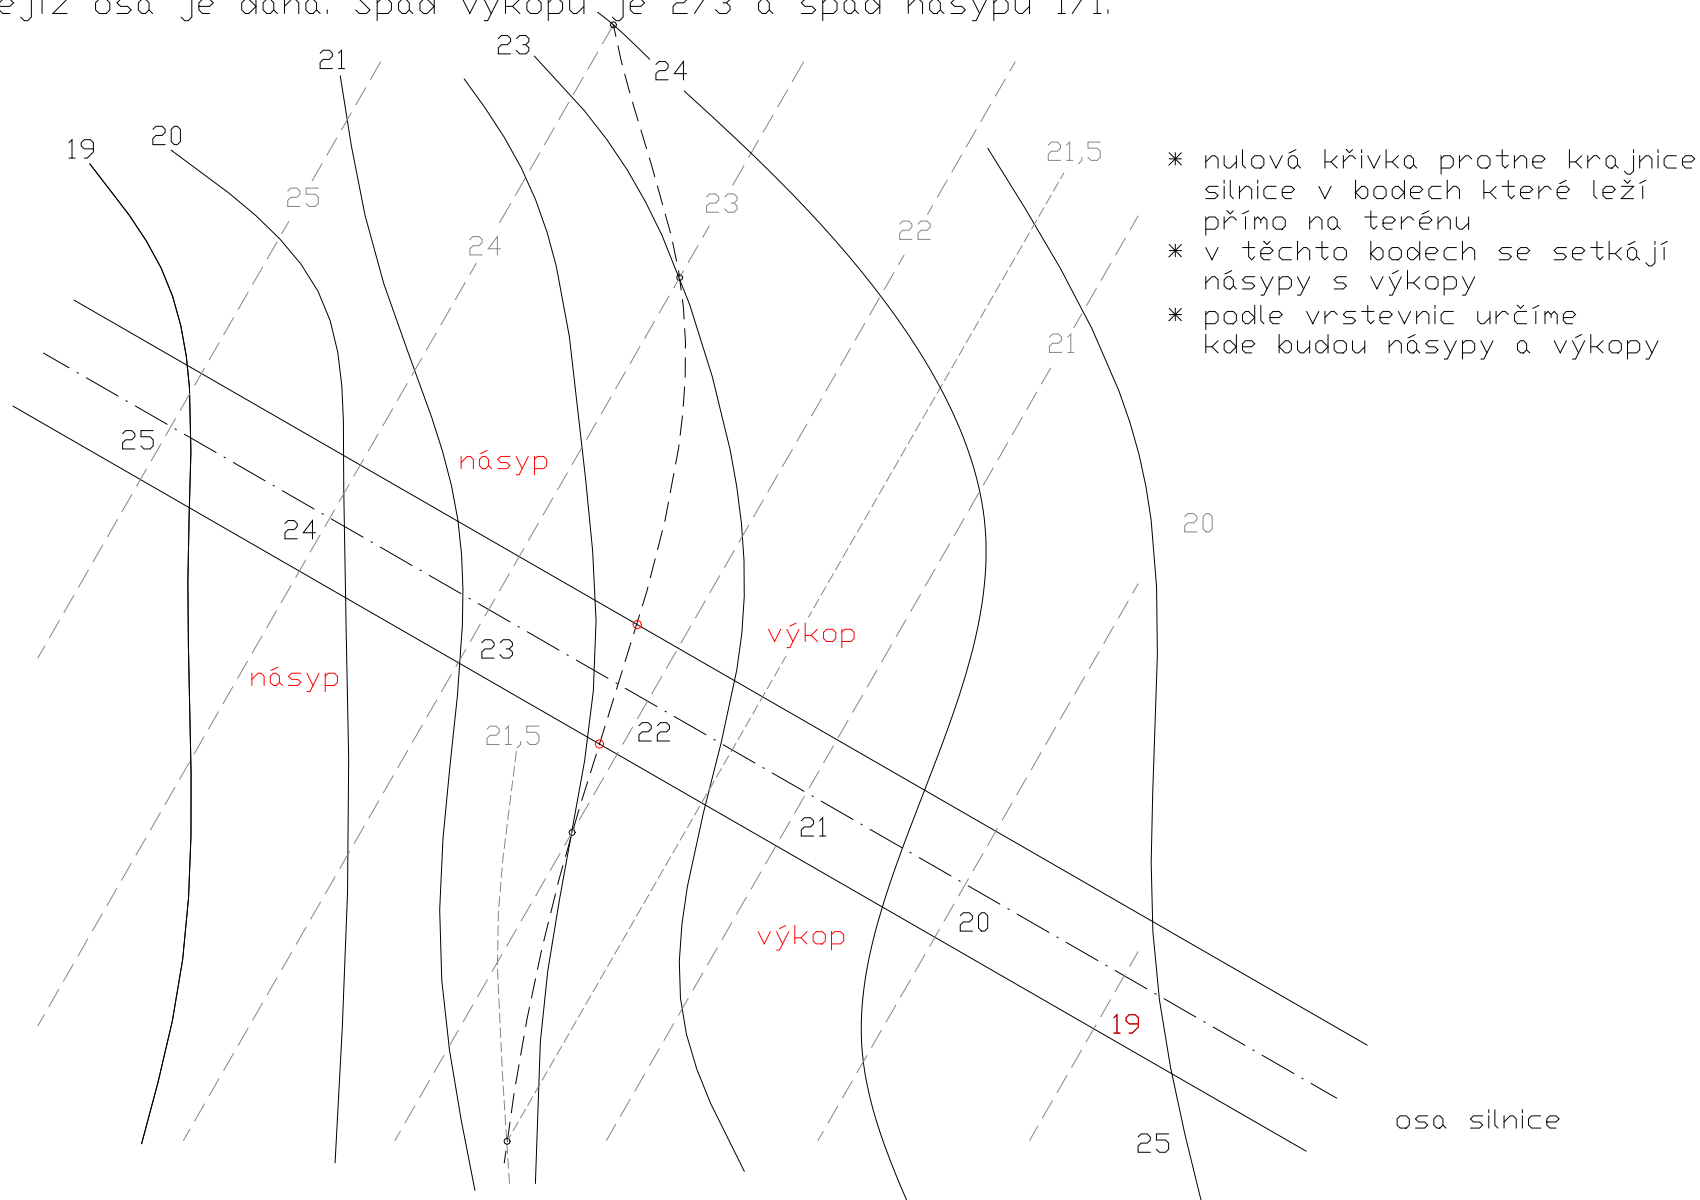 ejíž osa je dána. Spád výkopu je 2/3 a spád násypu 1/1.
23
21
24
20
19
21,5
* nulová křivka protne krajnice
silnice v bodech které leží
přímo na terénu
* v těchto bodech se setkájí
násypy s výkopy
* podle vrstevnic určíme
kde budou násypy a výkopy
25
23
22
24
21
25
násyp
24
20
23
výkop
násyp
22
21,5
21
20
výkop
19
osa silnice
25